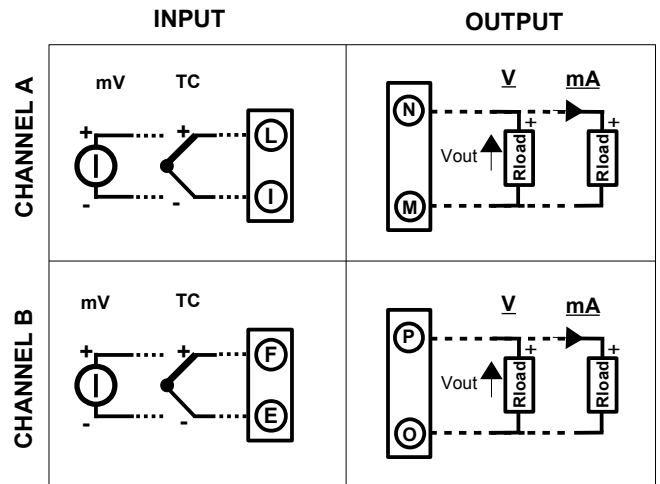 INPUT OUTPUT
CHANNEL A
mV TC
+ + L
- - I
V mA
N + +
Vout Rload Rload
M
CHANNEL B
mV TC
+ + F
- - E
V mA
P + +
Vout Rload Rload
O